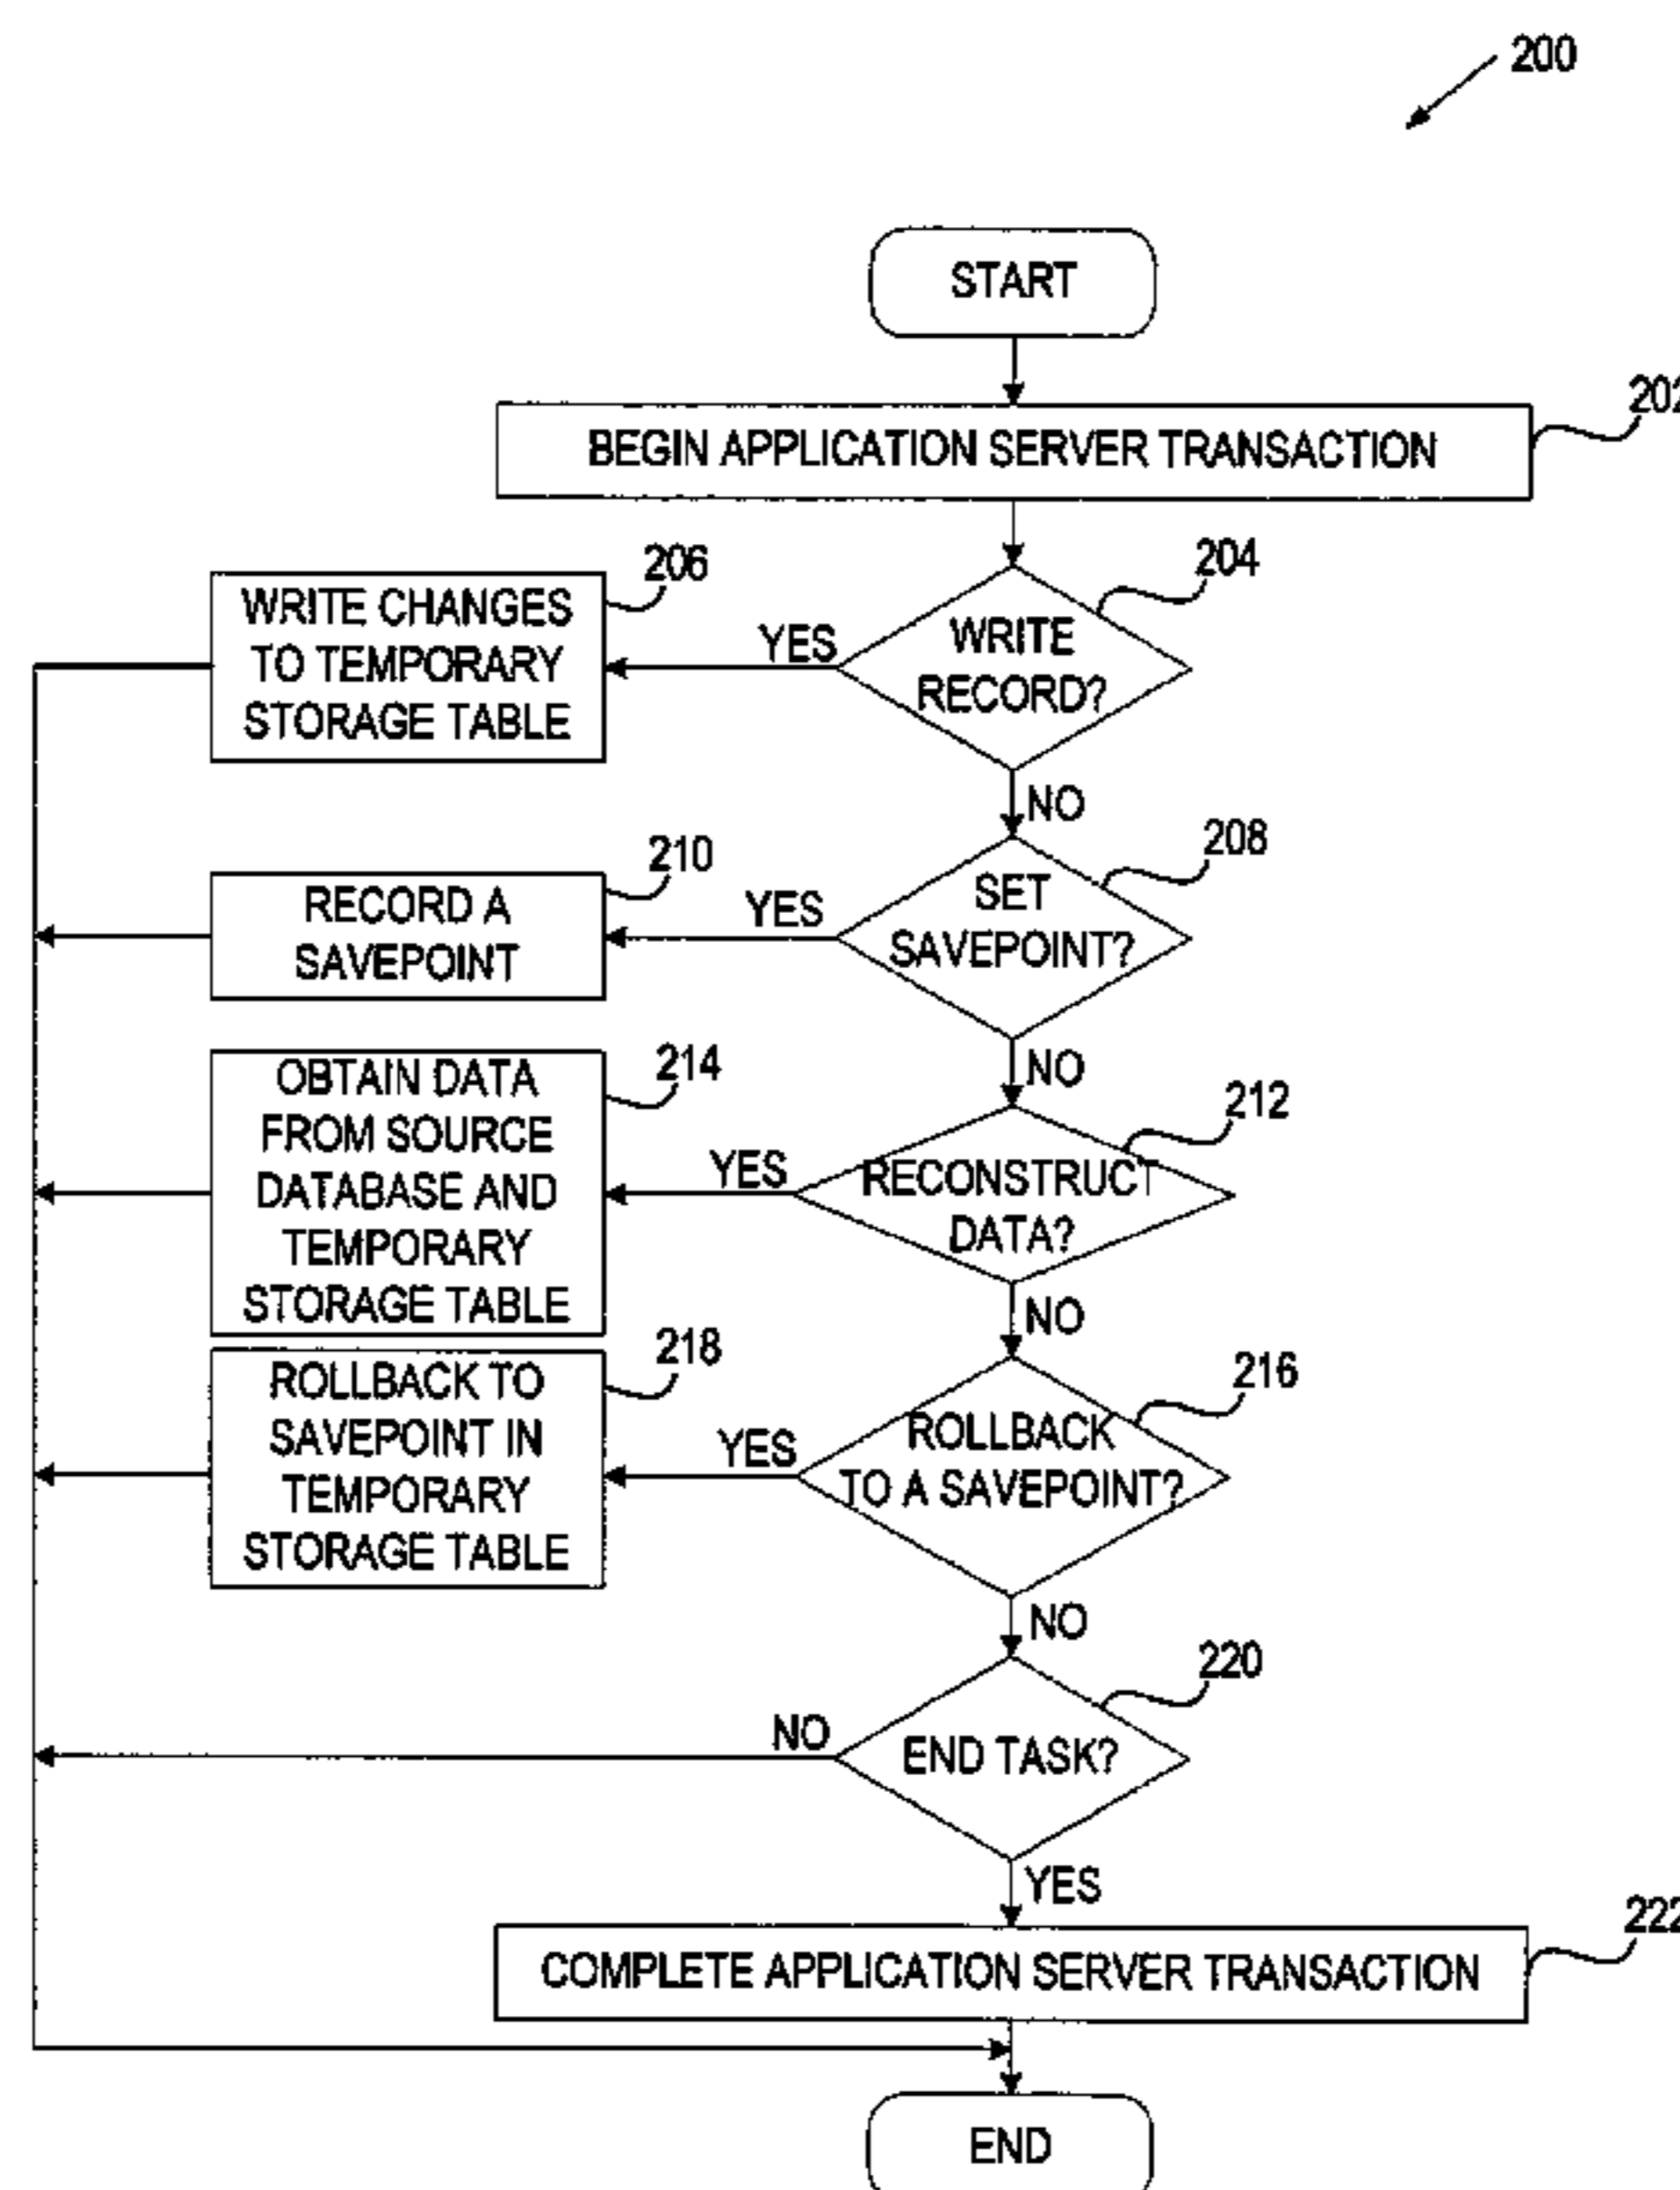 200
START
202
BEGIN APPLICATION SERVER TRANSACTION
206
204
WRITE CHANGES
TO TEMPORARY
STORAGE TABLE
YES
WRITE
RECORD?
NO
210
208
RECORD A
SAVEPOINT
YES
SET
SAVEPOINT?
NO
214
212
OBTAIN DATA
FROM SOURCE
DATABASE AND
TEMPORARY
STORAGE TABLE
YES
RECONSTRUCT
DATA?
NO
218
216
ROLLBACK TO
SAVEPOINT IN
TEMPORARY
STORAGE TABLE
YES
ROLLBACK
TO A SAVEPOINT?
NO
220
NO
END TASK?
YES
222
COMPLETE APPLICATION SERVER TRANSACTION
END